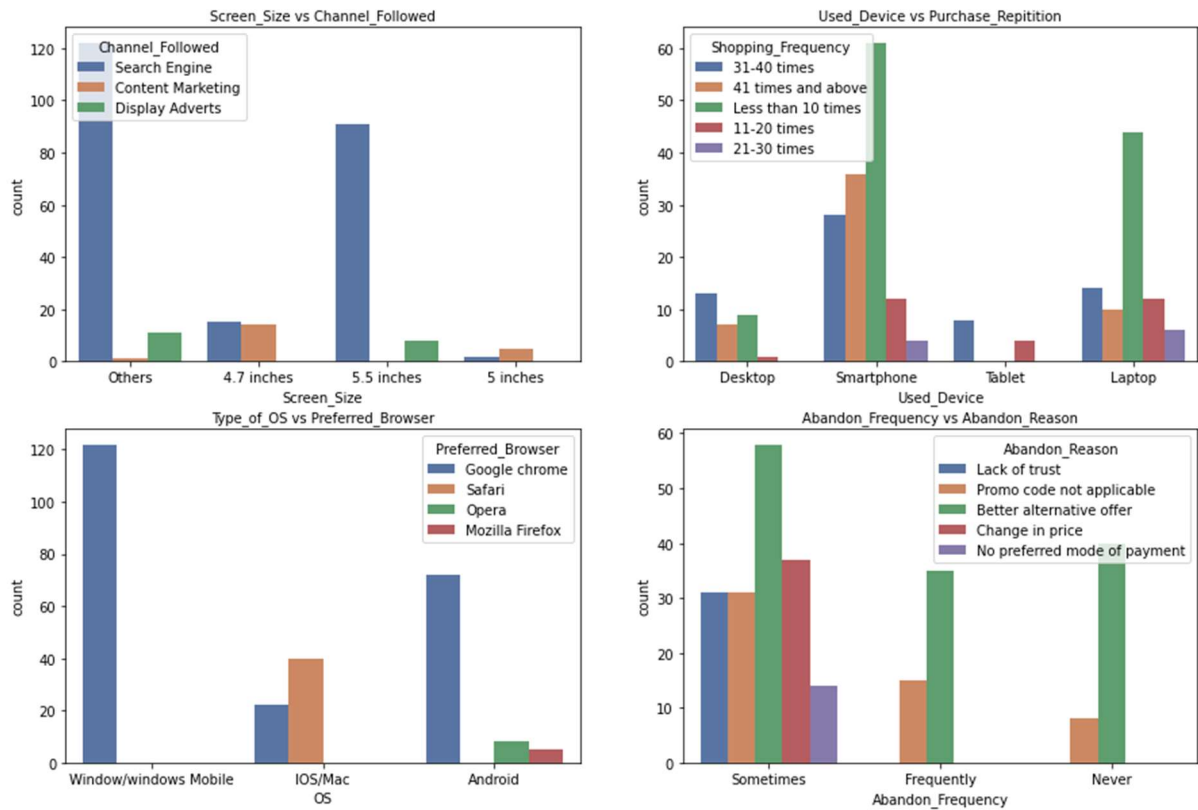 Screen_Size vs Channel_Followed
120
100
80
60
40
20
0
count
Channel_Followed
Search Engine
Content Marketing
Display Adverts
Others
4.7 inches
5.5 inches
5 inches
Screen_Size
Used_Device vs Purchase_Repitition
60
50
40
30
20
10
0
count
Shopping_Frequency
31-40 times
41 times and above
Less than 10 times
11-20 times
21-30 times
Desktop
Smartphone
Tablet
Laptop
Used_Device
Type_of_OS vs Preferred_Browser
120
100
80
60
40
20
0
count
Preferred_Browser
Google chrome
Safari
Opera
Mozilla Firefox
Window/windows Mobile
IOS/Mac
Android
OS
Abandon_Frequency vs Abandon_Reason
60
50
40
30
20
10
0
count
Abandon_Reason
Lack of trust
Promo code not applicable
Better alternative offer
Change in price
No preferred mode of payment
Sometimes
Frequently
Never
Abandon_Frequency